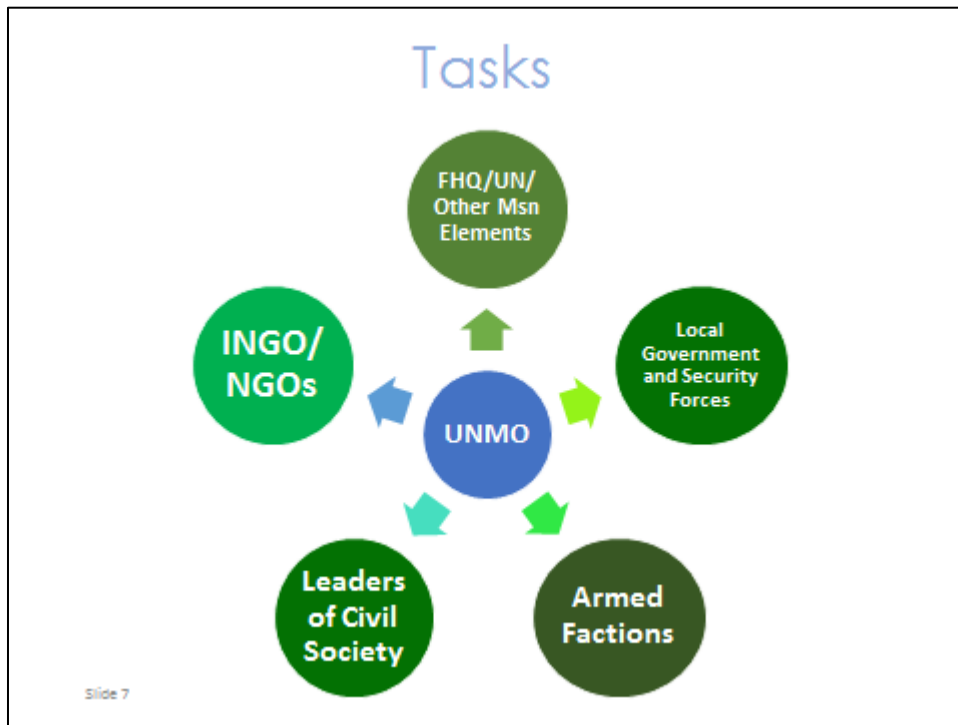 Tasks
FHQ/UN/
Other Msn
Elements
INGO/
NGOs
Local
Government
and Security
Forces
UNMO
Leaders
of Civil
Society
Armed
Factions
Slide 7